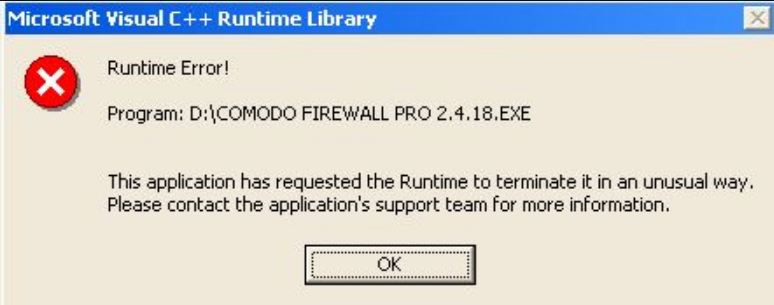 Microsoft Visual C++ Runtime Library
Runtime Error!
Program: D:\COMODO FIREWALL PRO 2.4.18.EXE
This application has requested the Runtime to terminate it in an unusual way.
Please contact the application's support team for more information.
OK